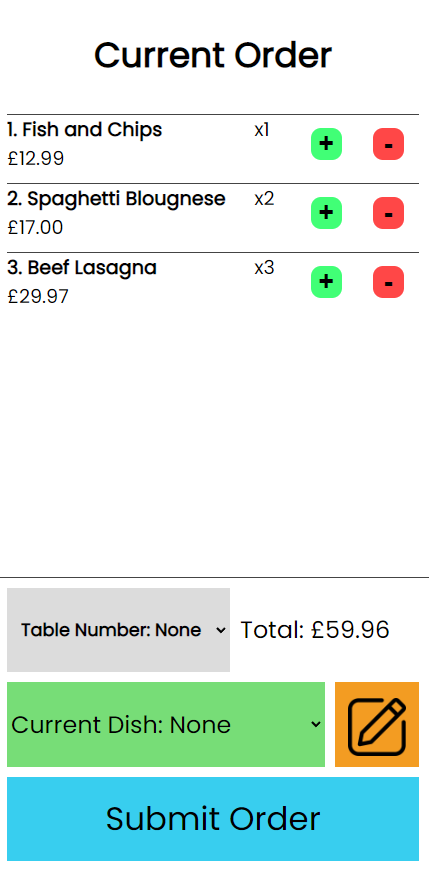 Current Order
1. Fish and Chips x1 + -
£12.99
2. Spaghetti Blougnese x2 + -
£17.00
3. Beef Lasagna x3 + -
£29.97
Table Number: None Total: £59.96
Current Dish: None
Submit Order